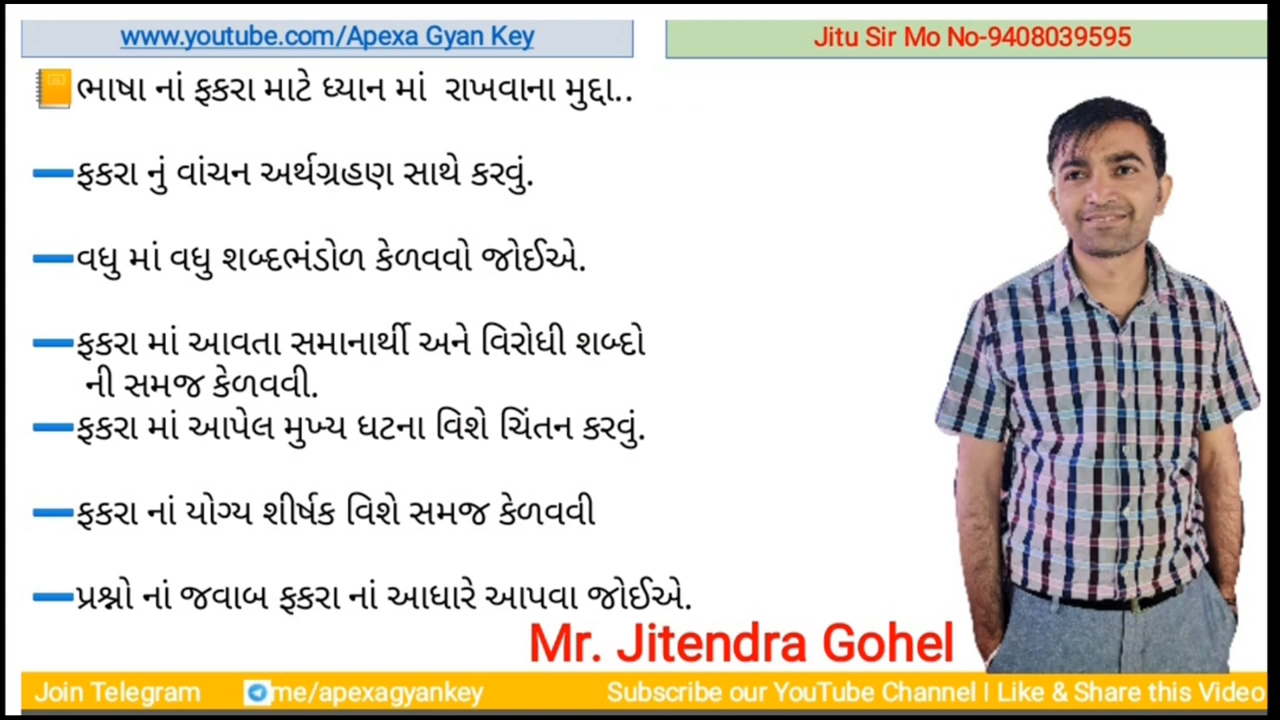 www.youtube.com/Apexa Gyan Key
Jitu Sir Mo No-9408039595
ભાષા નાં ફકરા માટે ધ્યાન માં રાખવાના મુદ્દા..
ફકરા નું વાંચન અર્થગ્રહણ સાથે કરવું.
વધુ માં વધુ શબ્દભંડોળ કેળવવો જોઈએ.
ફકરા માં આવતા સમાનાર્થી અને વિરોધી શબ્દો
ની સમજ કેળવવી.
ફકરા માં આપેલ મુખ્ય ધટના વિશે ચિંતન કરવું.
ફકરા નાં યોગ્ય શીર્ષક વિશે સમજ કેળવવી
પ્રશ્નો નાં જવાબ ફકરા નાં આધારે આપવા જોઈએ.
Mr. Jitendra Gohel
Join Telegram me/apexagyankey Subscribe our YouTube Channel I Like & Share this Video